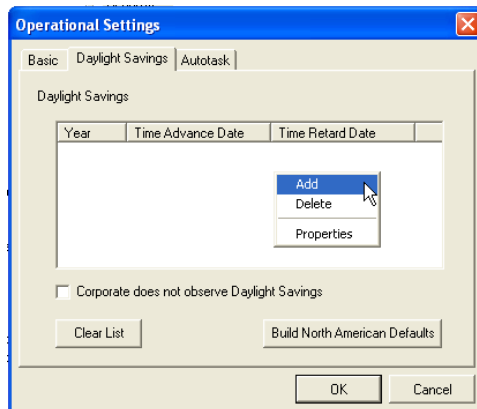 Operational Settings
Basic Daylight Savings Autotask
Daylight Savings
Year Time Advance Date Time Retard Date
Add
Delete
Properties
Corporate does not observe Daylight Savings
Clear List Build North American Defaults
OK Cancel